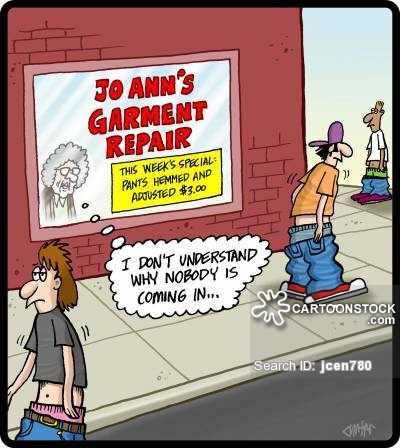 JO ANN'S
GARMENT
REPAIR
THIS WEEK'S SPECIAL:
PANTS HEMMED AND
ADJUSTED $3.00
I DON'T UNDERSTAND
WHY NOBODY IS
COMING IN...
CARTOONSTOCK
.com
Search ID: jcen780